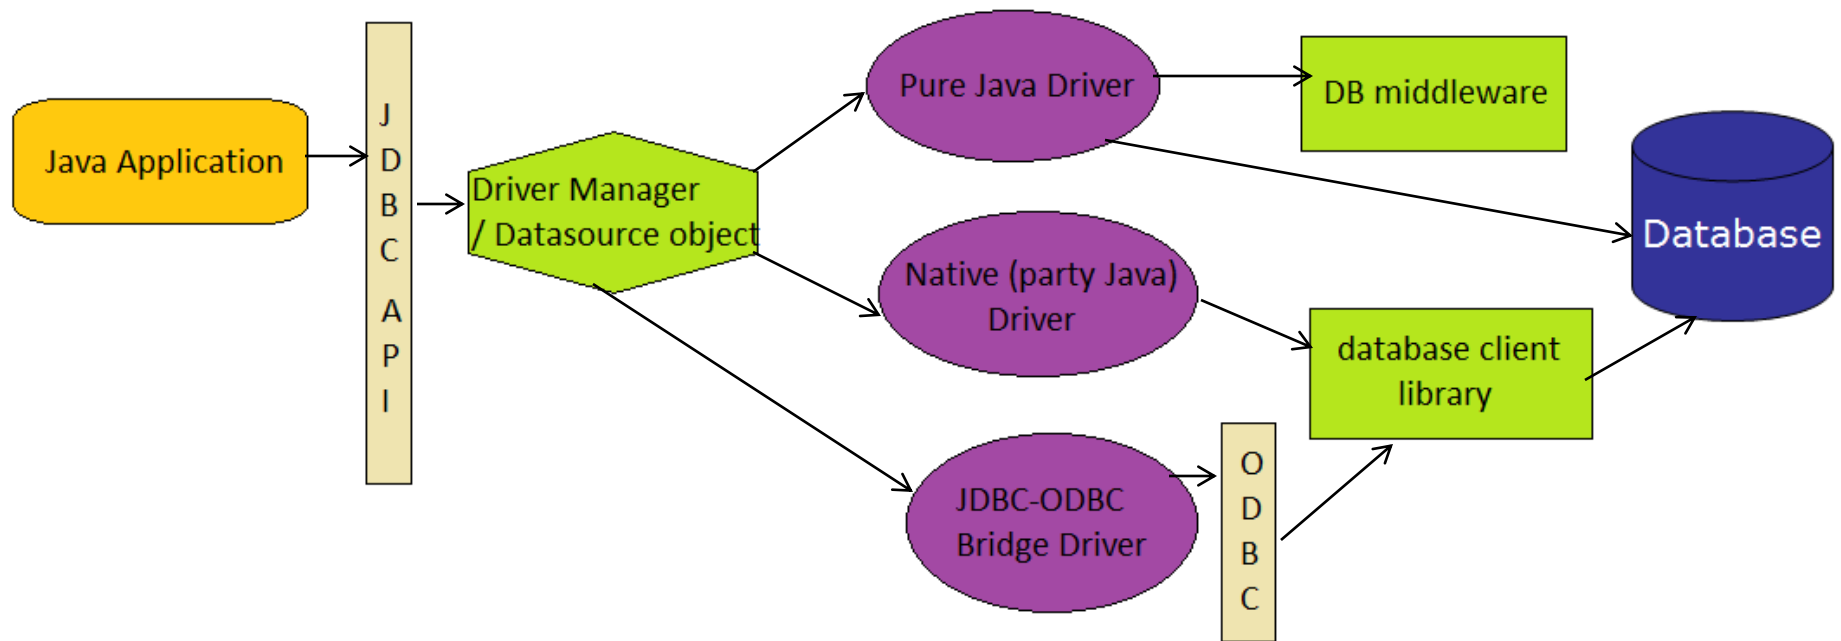 Java Application
J
D
B
C
A
P
I
Driver Manager
/ Datasource object
Pure Java Driver
DB middleware
Native (party Java)
Driver
JDBC-ODBC
Bridge Driver
O
D
B
C
database client
library
Database